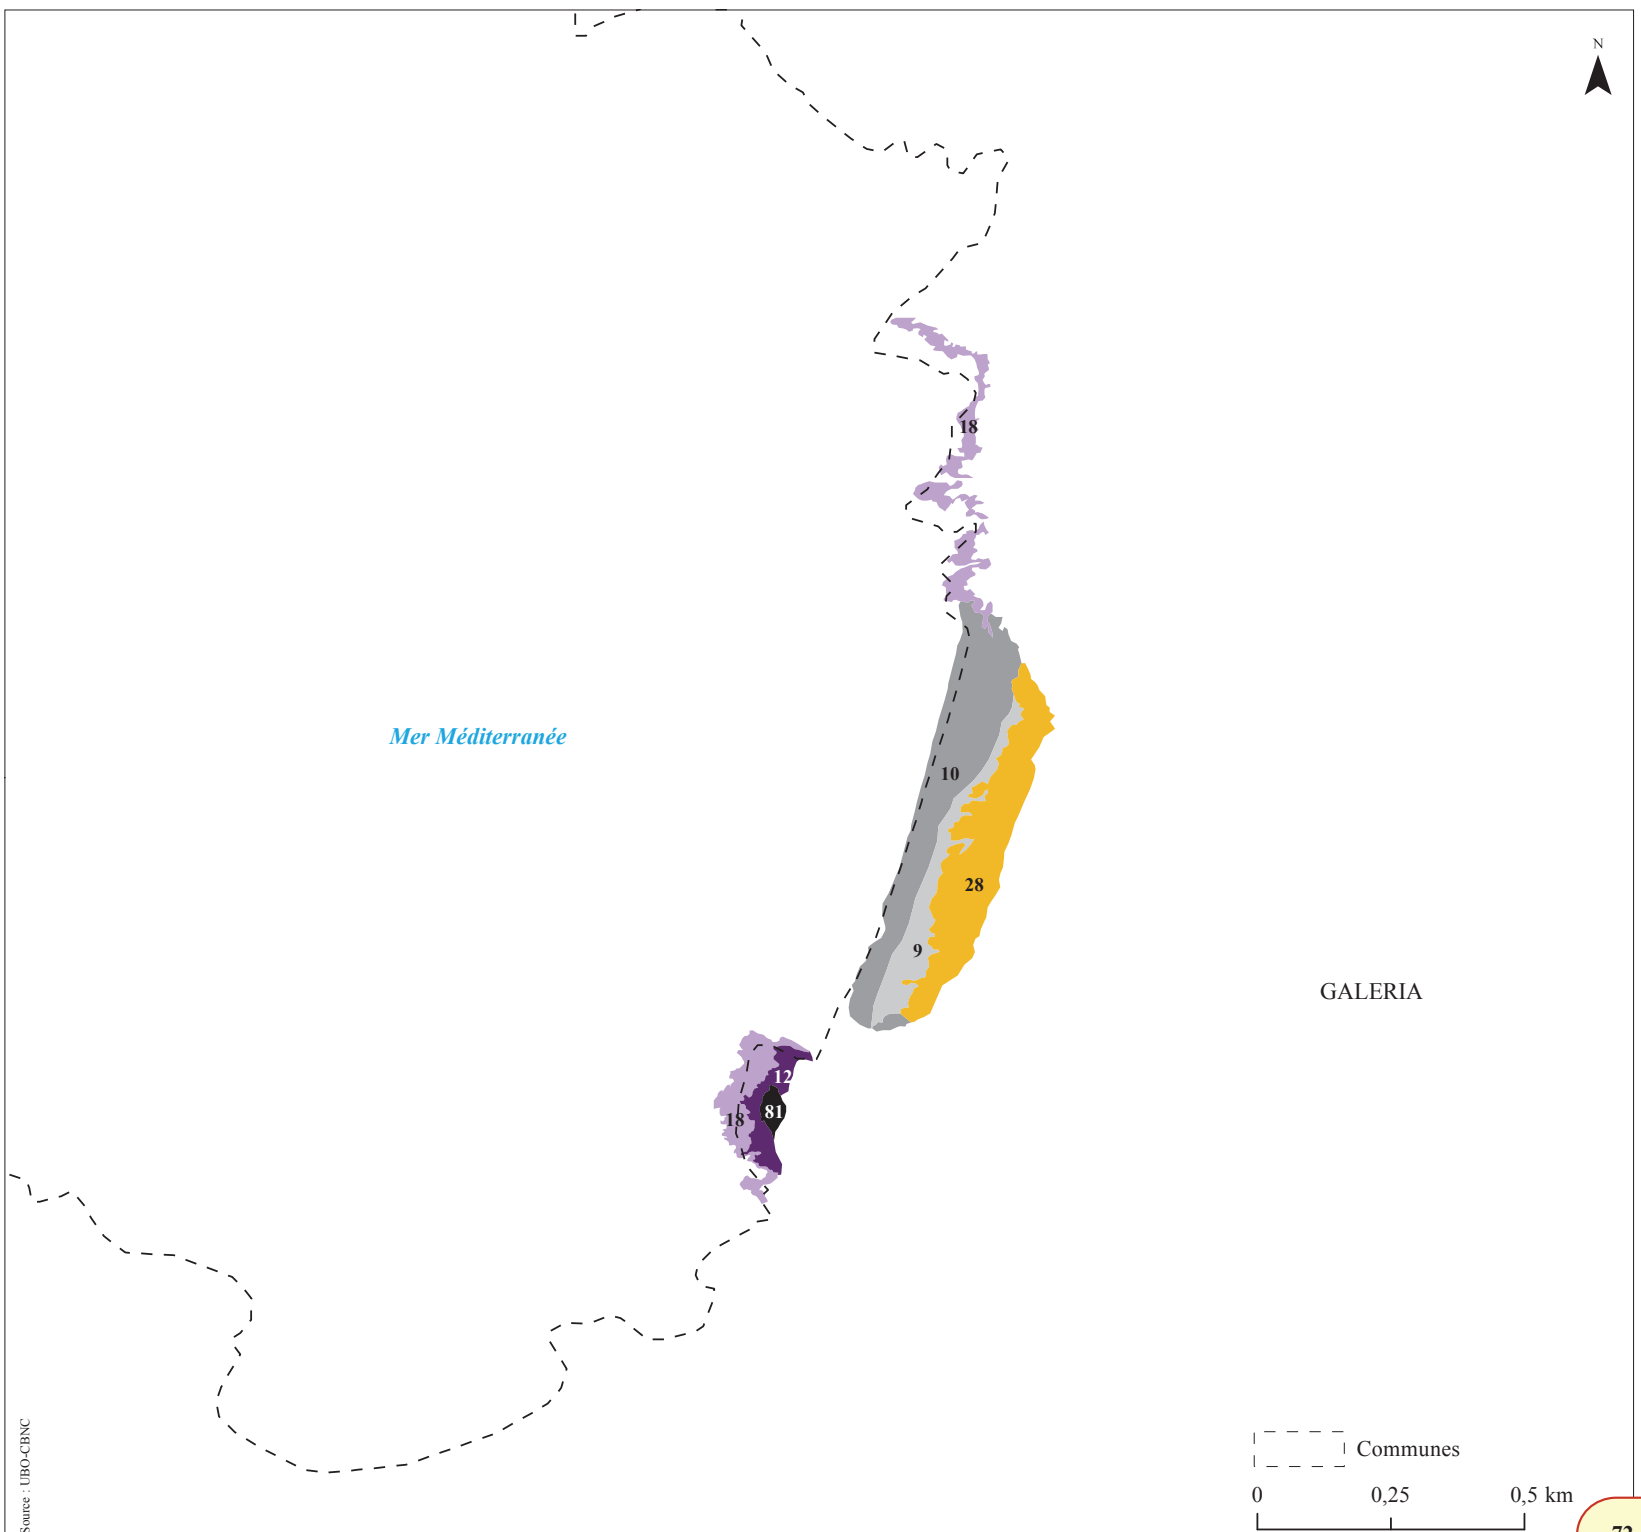 N
18
Mer Méditerranée
10
28
9
GALERIA
12
81
18
Communes
0 0,25 0,5 km
Source : UBO-CBNC